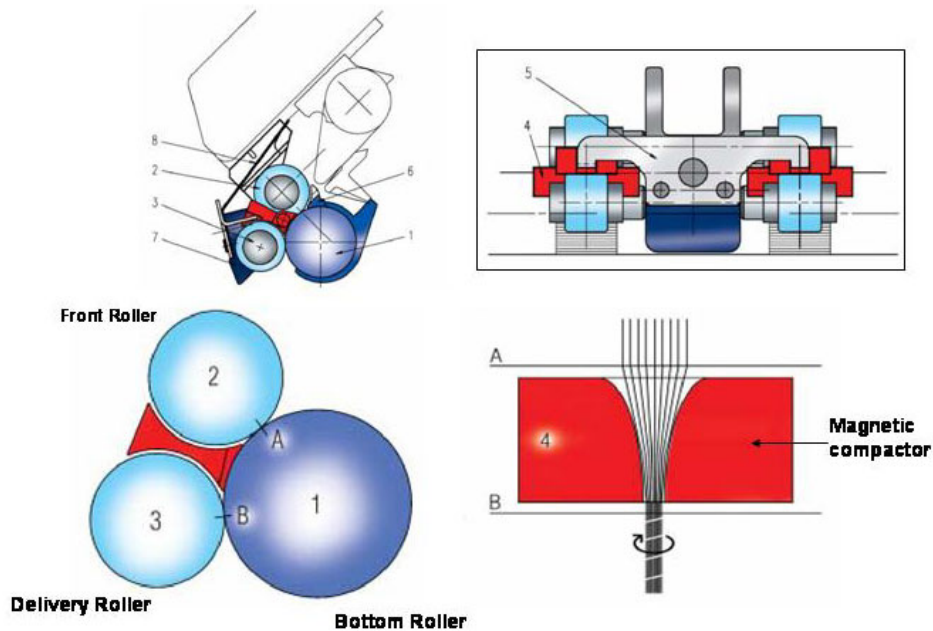 8
2
3
7
6
1
5
4
Front Roller
2
A
3
B
1
Delivery Roller
Bottom Roller
A
4
Magnetic
compactor
B